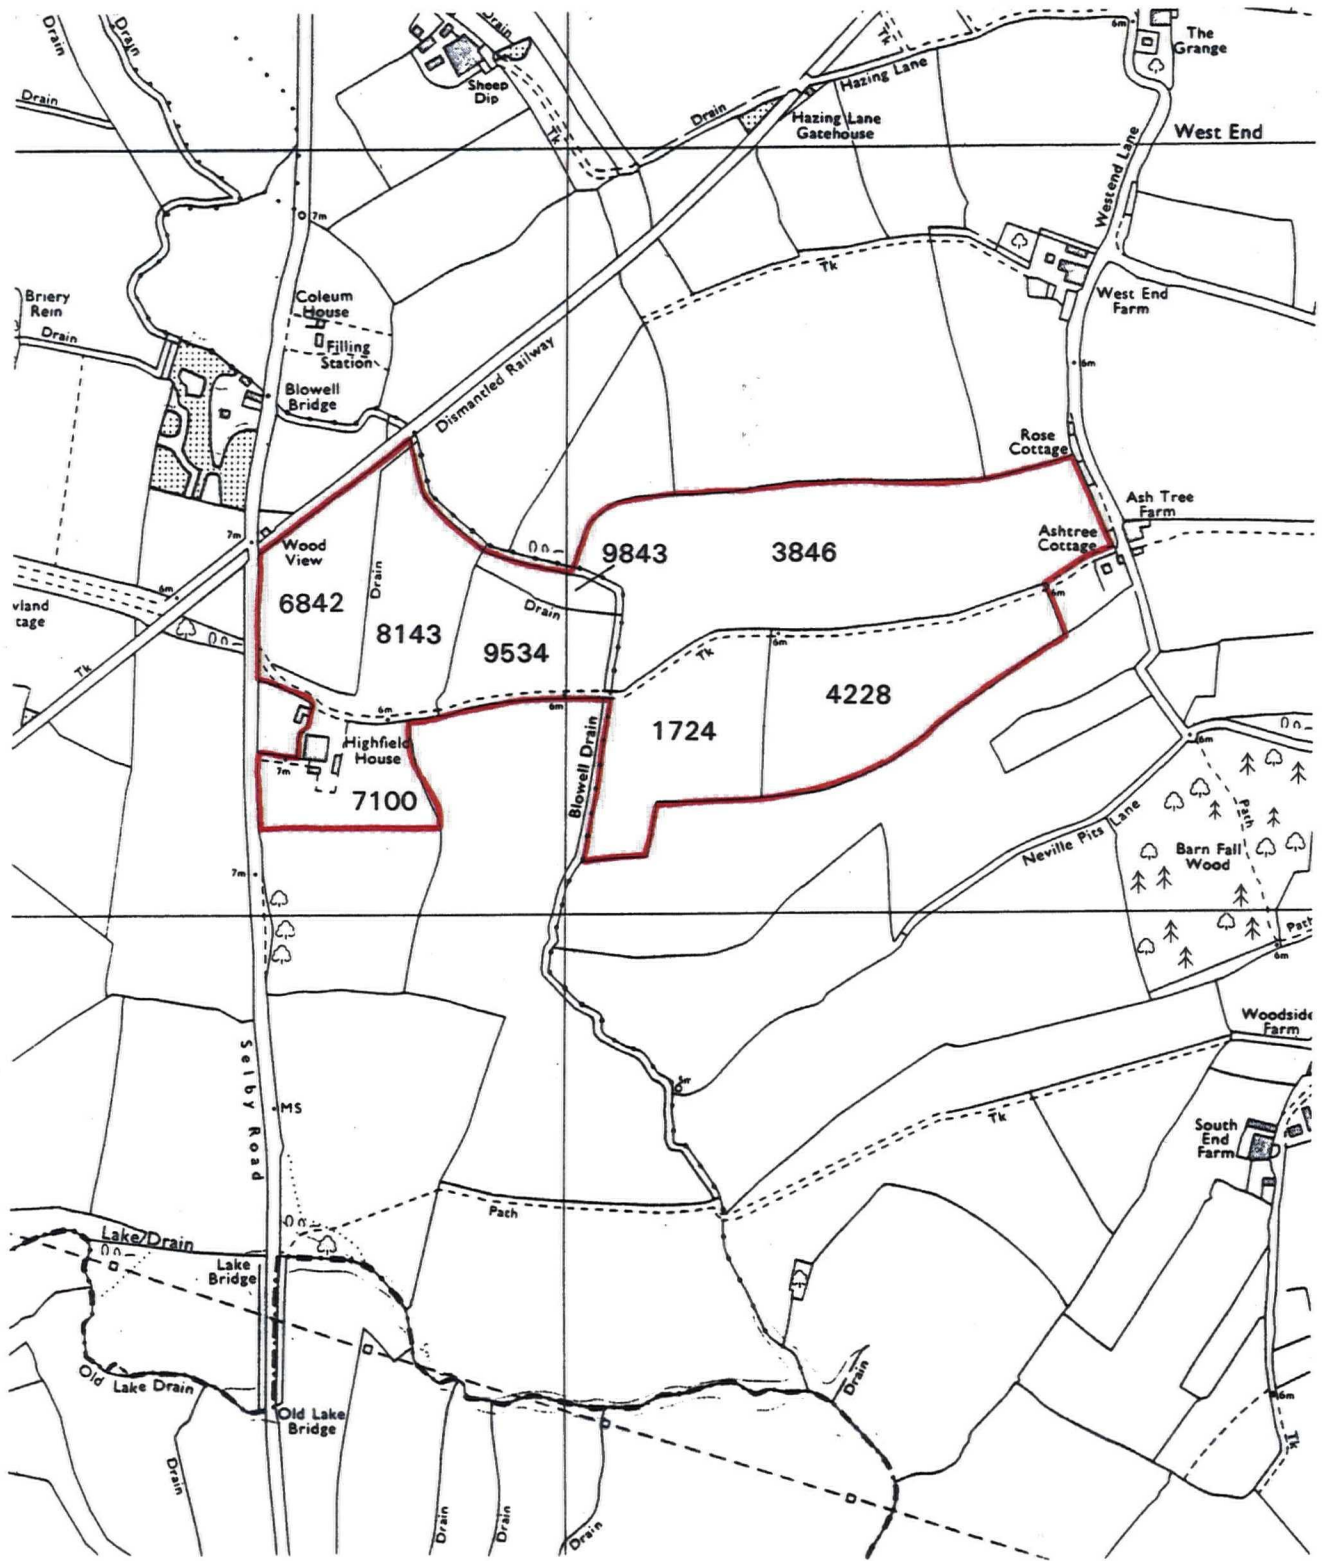 Drain
Drain
Drain
6m
The
Grange
Tk
Hazing Lane
Sheep
Dip
Drain
Drain
Hazing Lane
Gatehouse
Tk
West End
Westend Lane
7m
Tk
Briery
Rein
Drain
Coleum
House
Filling
Station
West End
Farm
Dismantled Railway
6m
Blowell
Bridge
Rose
Cottage
Ash Tree
Farm
7m
Wood
View
9843
3846
Ashtree
Cottage
6m
6842
Drain
Drain
6m
8143
9534
6m
Tk
Tk
4228
6m
6m
1724
6m
Highfield
House
7m
Blowell Drain
7100
Path
Neville Pits Lane
Barn Fall
Wood
7m
Path
6m
Woodside
Farm
Selby Road
5m
MS
Tk
South
End
Farm
Path
Lake/Drain
Lake
Bridge
Old Lake Drain
Drain
6m
Old Lake
Bridge
Tk
Drain
Drain
Drain
Drain